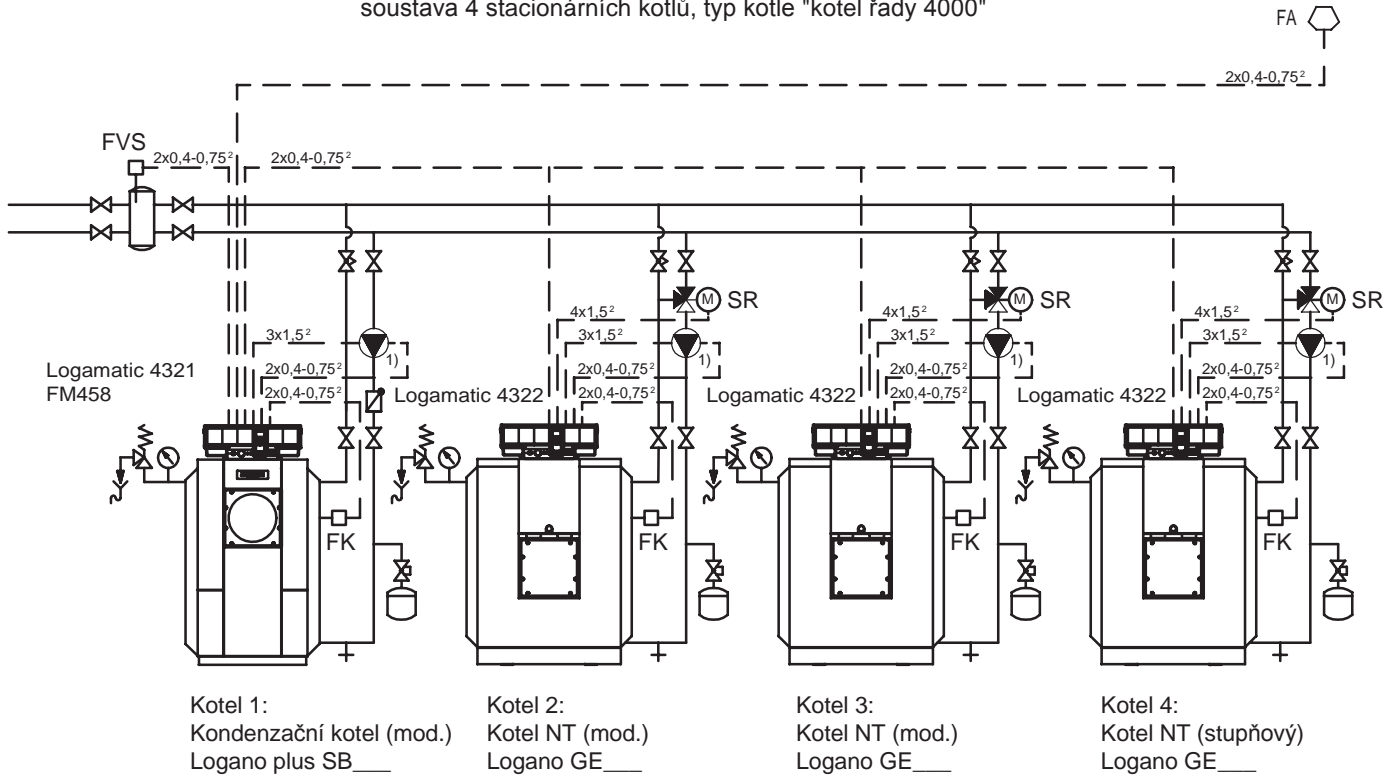 soustava 4 stacionárních kotlů, typ kotle "kotel řady 4000"
FA
2x0,4-0,75²
FVS
2x0,4-0,75² 2x0,4-0,75²
M SR M SR M SR
4x1,5² 4x1,5² 4x1,5²
3x1,5² 3x1,5² 3x1,5² 3x1,5²
1) 1) 1) 1)
2x0,4-0,75² 2x0,4-0,75² 2x0,4-0,75² 2x0,4-0,75²
2x0,4-0,75² 2x0,4-0,75² 2x0,4-0,75² 2x0,4-0,75²
Logamatic 4321
FM458
Logamatic 4322 Logamatic 4322 Logamatic 4322
FK FK FK FK
Kotel 1:
Kondenzační kotel (mod.)
Logano plus SB___
Kotel 2:
Kotel NT (mod.)
Logano GE___
Kotel 3:
Kotel NT (mod.)
Logano GE___
Kotel 4:
Kotel NT (stupňový)
Logano GE___